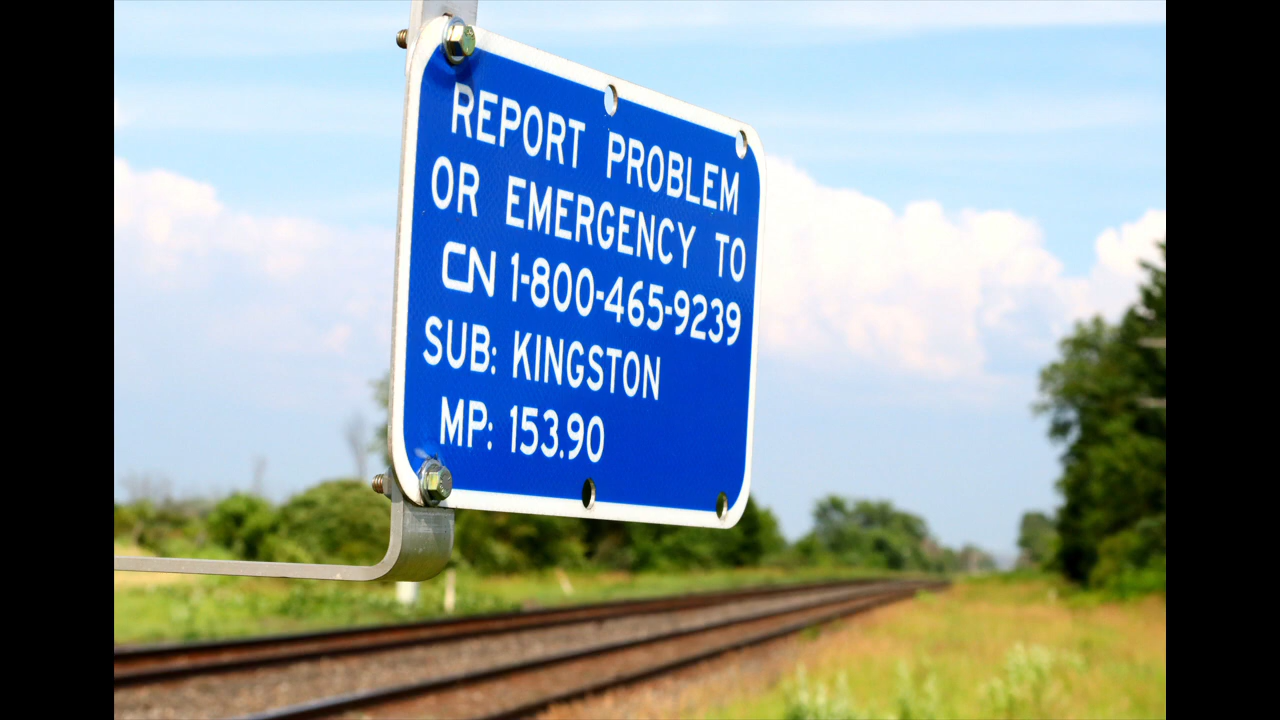 REPORT PROBLEM
OR EMERGENCY TO
CN 1-800-465-9239
SUB: KINGSTON
MP: 153.90